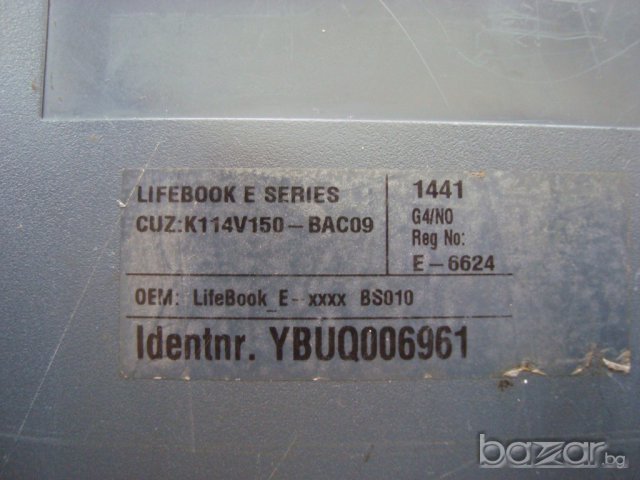 LIFEBOOK E SERIES
CUZ:K114V150-BAC09
1441
G4/NO
Reg No:
E-6624
OEM: LifeBook_E-xxxx BS010
Identnr. YBUQ006961
bazar.bg